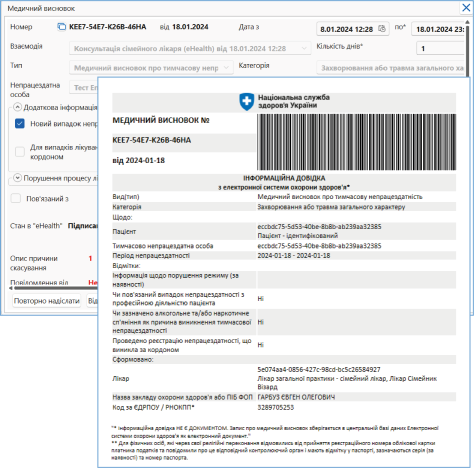 Медичний висновок
Номер KEE7-54E7-K26B-46HA від 18.01.2024 Дата з 8.01.2024 12:28 по* 18.01.2024 23:
Взаємодія Консультація сімейного лікаря (eHealth) від 18.01.2024 12:28 Кількість днів* 1
Тип Медичний висновок про тимчасову непр Категорія Захворювання або травма загального ха
Непрацездатна особа Тест
Додаткова інформація
Новий випадок непр
Для випадків лікуван
кордоном
Порушення процесу л
Пов'язаний з
Стан в "eHealth" Підписа
Опис причини скасування 1
Повідомлення від Не
Повторно надіслати Від
Національна служба
здоров'я України
МЕДИЧНИЙ ВИСНОВОК №
KEE7-54E7-K26B-46HA
від 2024-01-18
ІНФОРМАЦІЙНА ДОВІДКА
з електронної системи охорони здоров'я*
Вид(тип) Медичний висновок про тимчасову непрацездатність
Категорія Захворювання або травма загального характеру
Щодо:
Пацієнт eccbdc75-5d53-40be-8b8b-ab239aa32385
Пацієнт - ідентифікований
Тимчасово непрацездатна особа eccbdc75-5d53-40be-8b8b-ab239aa32385
Період непрацездатності 2024-01-18 - 2024-01-18
Відмітки:
Інформація щодо порушення режиму (за
наявності)
Чи пов'язаний випадок непрацездатності з
професійною діяльністю пацієнта Ні
Чи зазначено алкогольне та/або наркотичне
сп'яніння як причина виникнення тимчасової
непрацездатності Ні
Проведено реєстрацію непрацездатності, що
виникла за кордоном Ні
Сформовано:
Лікар 5e074aa4-0856-427c-98cd-bc5c26584927
Лікар загальної практики - сімейний лікар, Лікар Сімейник
Візард
Назва закладу охорони здоров'я або ПІБ ФОП ГАРБУЗ ЄВГЕН ОЛЕГОВИЧ
Код за ЄДРПОУ / РНОКПП* 3289705253
"* Інформаційна довідка НЕ Є ДОКУМЕНТОМ. Запис про медичний висновок зберігається в центральній базі даних Електронної
системи охорони здоров'я як електронний документ."
** Для фізичних осіб, які через свої релігійні переконання відмовились від прийняття реєстраційного номера облікової картки
платника податків та повідомили про це відповідний контролюючий орган і мають відмітку у паспорті, зазначаються серія (за
наявності) та номер паспорта.